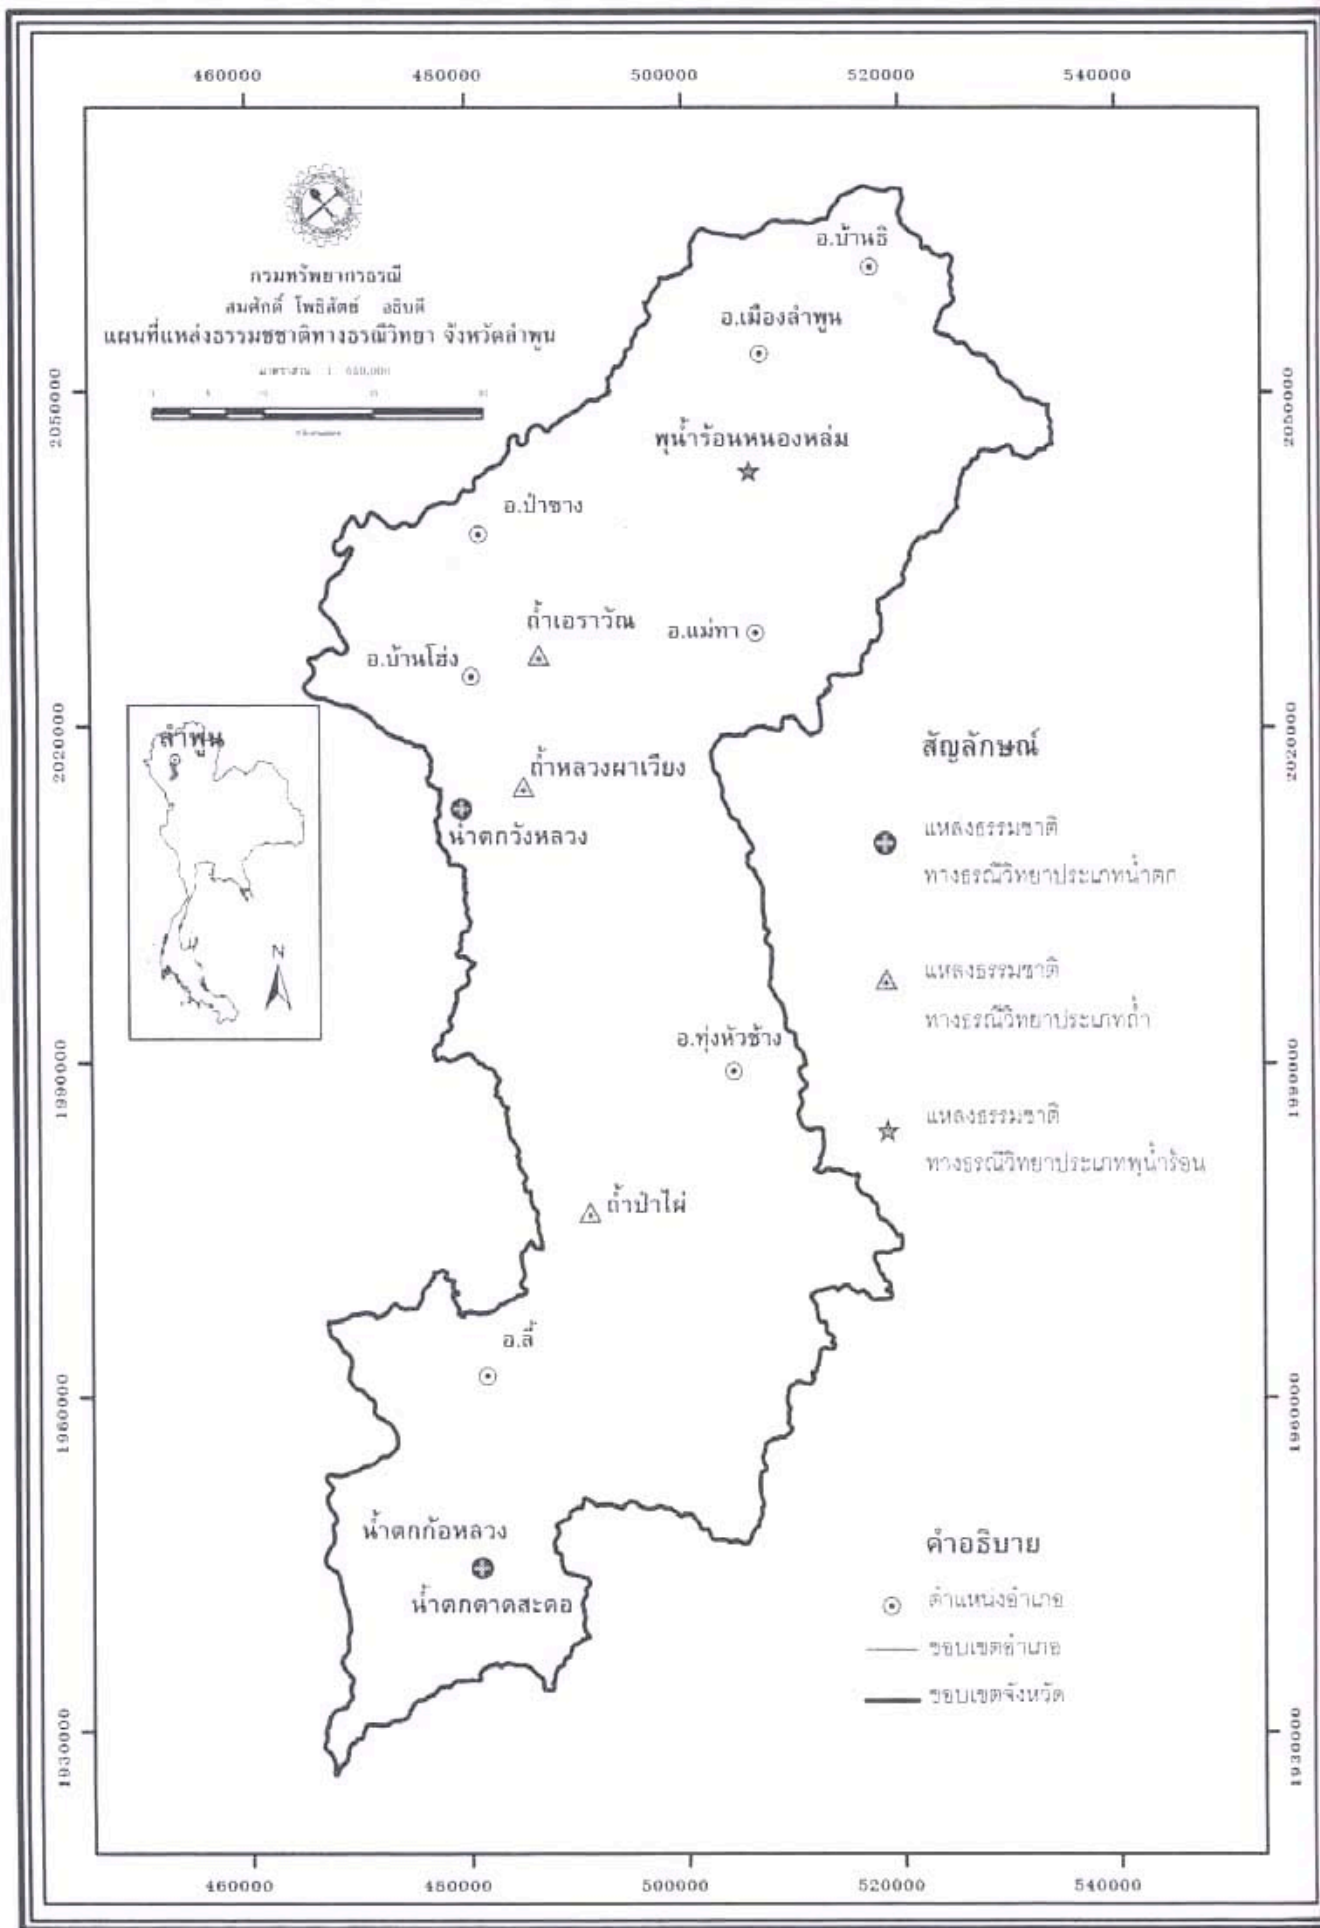 460000 480000 500000 520000 540000
กรมทรัพยากรธรณี
สมศักดิ์ โพธิสัตย์ อธิบดี
แผนที่แหล่งธรรมชาติทางธรณีวิทยา จังหวัดลำพูน
มาตราส่วน 1 : 650,000
อ.บ้านธิ
อ.เมืองลำพูน
2050000
2050000
พุน้ำร้อนหนองหล่ม
อ.ป่าซาง
ถ้ำเอราวัณ
อ.แม่ทา
อ.บ้านโฮ่ง
2020000
2020000
ลำพูน
N
ถ้ำหลวงผาเวียง
น้ำตกวังหลวง
สัญลักษณ์
แหล่งธรรมชาติ
ทางธรณีวิทยาประเภทน้ำตก
แหล่งธรรมชาติ
ทางธรณีวิทยาประเภทถ้ำ
แหล่งธรรมชาติ
ทางธรณีวิทยาประเภทพุน้ำร้อน
อ.ทุ่งหัวช้าง
1990000
1990000
ถ้ำป่าไผ่
อ.ลี้
1960000
1960000
น้ำตกก้อหลวง
น้ำตกตาดสะดอ
คำอธิบาย
ตำแหน่งอำเภอ
ขอบเขตอำเภอ
ขอบเขตจังหวัด
1930000
1930000
460000 480000 500000 520000 540000